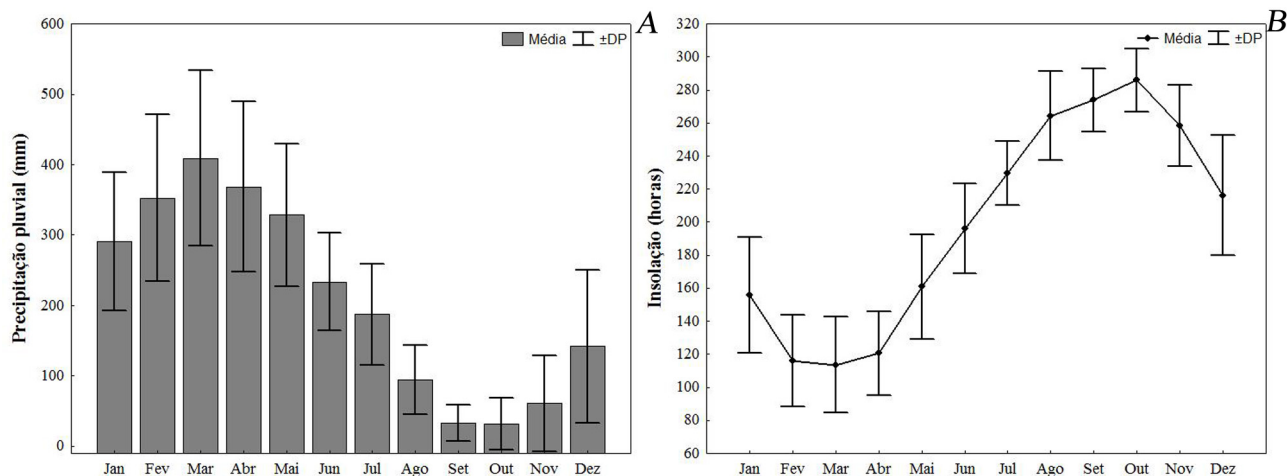 A
Média ±DP
Precipitação pluvial (mm)
600
500
400
300
200
100
0
Jan Fev Mar Abr Mai Jun Jul Ago Set Out Nov Dez
B
Média ±DP
Insolação (horas)
320
300
280
260
240
220
200
180
160
140
120
100
80
60
Jan Fev Mar Abr Mai Jun Jul Ago Set Out Nov Dez